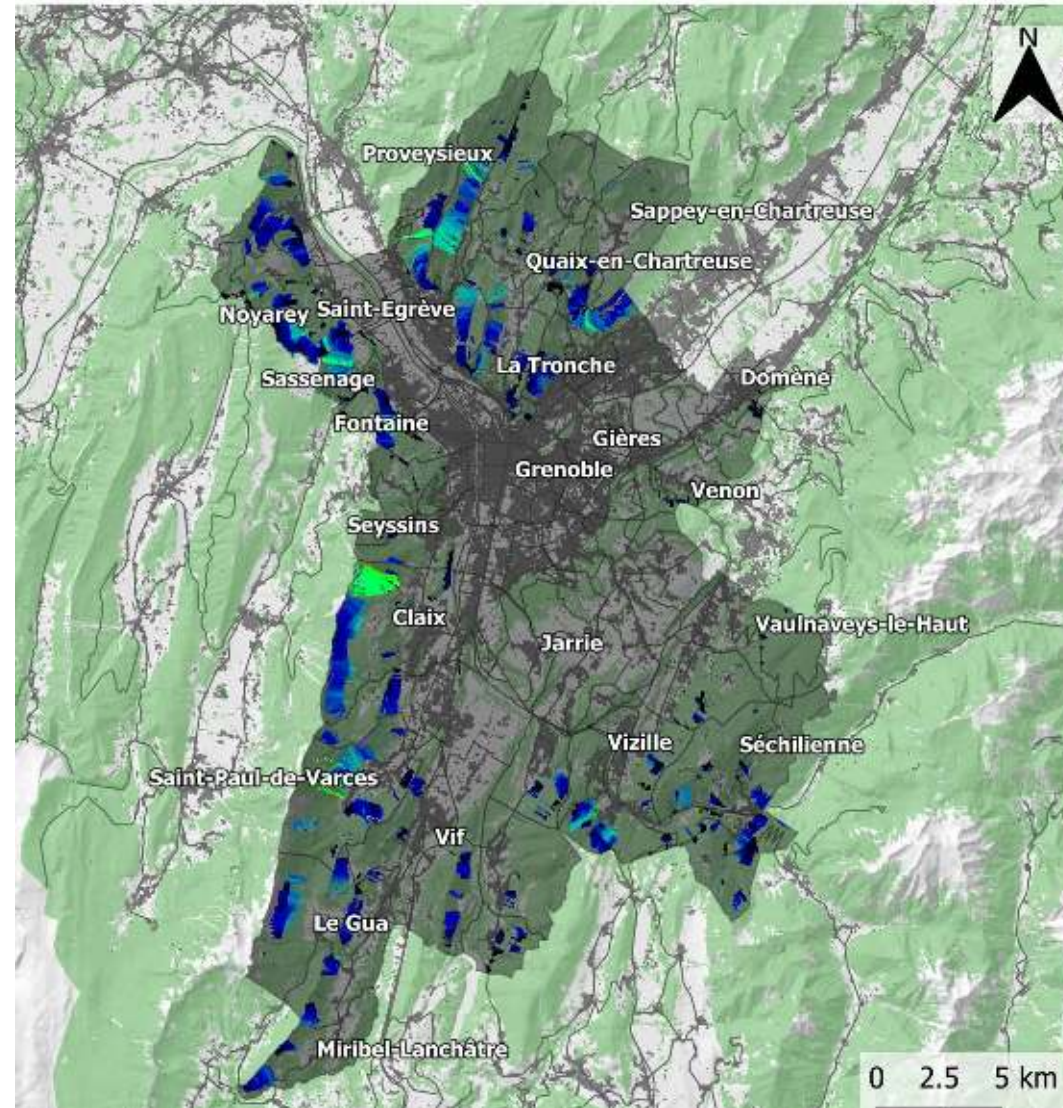 N
Proveysieux
Sappey-en-Chartreuse
Quaix-en-Chartreuse
Saint-Egrève
Noyarey
La Tronche
Sassenage
Domène
Fontaine
Gières
Grenoble
Venon
Seyssins
Claix
Vaulnaveys-le-Haut
Jarrie
Vizille
Séchilienne
Saint-Paul-de-Varces
Vif
Le Gua
Miribel-Lanchâtre
0 2.5 5 km